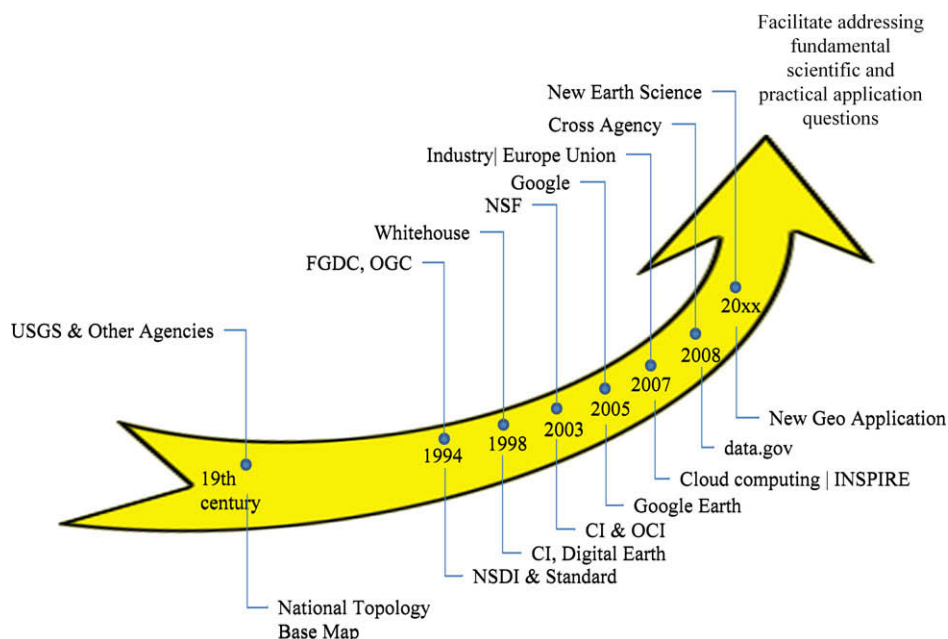 Facilitate addressing
fundamental
scientific and
practical application
questions
New Earth Science
Cross Agency
Industry| Europe Union
Google
NSF
Whitehouse
FGDC, OGC
USGS & Other Agencies
20xx
2008
2007
2005
2003
1998
1994
19th
century
New Geo Application
data.gov
Cloud computing | INSPIRE
Google Earth
CI & OCI
CI, Digital Earth
NSDI & Standard
National Topology
Base Map